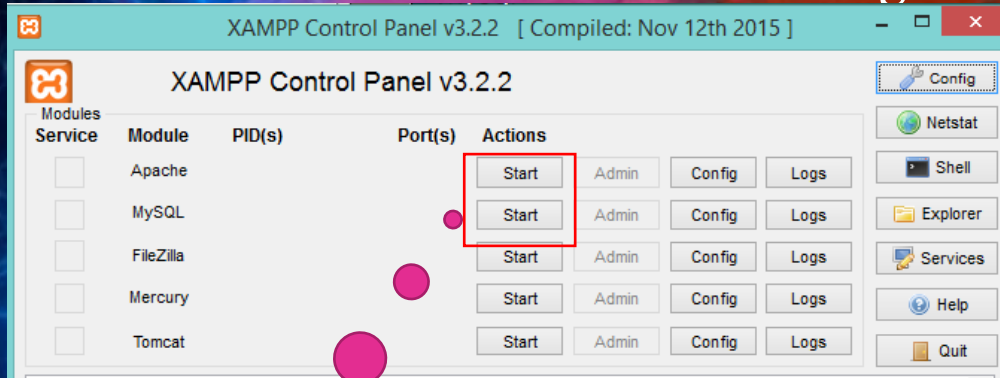 XAMPP Control Panel v3.2.2 [ Compiled: Nov 12th 2015 ]
XAMPP Control Panel v3.2.2
Config
Modules
Netstat
Service Module PID(s) Port(s) Actions
Apache Start Admin Config Logs
Shell
MySQL Start Admin Config Logs
Explorer
FileZilla Start Admin Config Logs
Services
Mercury Start Admin Config Logs
Help
Tomcat Start Admin Config Logs
Quit